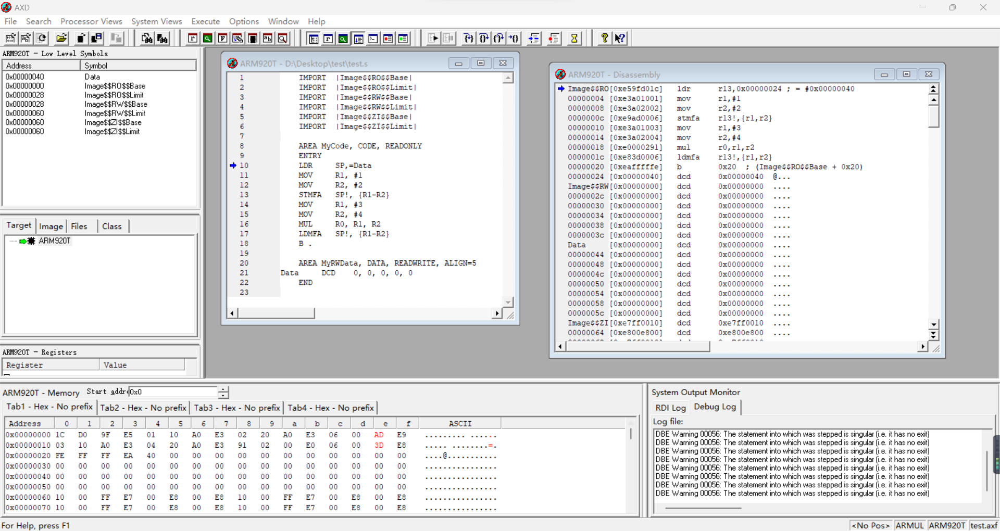 AXD
File Search Processor Views System Views Execute Options Window Help
ARM920T - Low Level Symbols
Address Symbol
0x00000040 Data
0x00000000 Image$$RO$$Base
0x00000028 Image$$RO$$Limit
0x00000028 Image$$RW$$Base
0x00000060 Image$$RW$$Limit
0x00000060 Image$$ZI$$Base
0x00000060 Image$$ZI$$Limit
Target Image Files Class
ARM920T
ARM920T - Registers
Register Value
ARM920T - D:\Desktop\test\test.s
1 IMPORT |Image$$RO$$Base|
2 IMPORT |Image$$RO$$Limit|
3 IMPORT |Image$$RW$$Base|
4 IMPORT |Image$$RW$$Limit|
5 IMPORT |Image$$ZI$$Base|
6 IMPORT |Image$$ZI$$Limit|
7
8 AREA MyCode, CODE, READONLY
9 ENTRY
10 LDR SP,=Data
11 MOV R1, #1
12 MOV R2, #2
13 STMFA SP!, {R1-R2}
14 MOV R1, #3
15 MOV R2, #4
16 MUL R0, R1, R2
17 LDMFA SP!, {R1-R2}
18 B .
19
20 AREA MyRWData, DATA, READWRITE, ALIGN=5
21 Data DCD 0, 0, 0, 0, 0
22 END
23
ARM920T - Disassembly
Image$$RO[0xe59fd01c] ldr r13,0x00000024 ; = #0x00000040
00000004 [0xe3a01001] mov r1,#1
00000008 [0xe3a02002] mov r2,#2
0000000c [0xe9ad0006] stmfa r13!,{r1,r2}
00000010 [0xe3a01003] mov r1,#3
00000014 [0xe3a02004] mov r2,#4
00000018 [0xe0000291] mul r0,r1,r2
0000001c [0xe83d0006] ldmfa r13!,{r1,r2}
00000020 [0xeafffffe] b 0x20 ; (Image$$RO$$Base + 0x20)
00000024 [0x00000040] dcd 0x00000040 @...
Image$$RW[0x00000000] dcd 0x00000000 ....
0000002c [0x00000000] dcd 0x00000000 ....
00000030 [0x00000000] dcd 0x00000000 ....
00000034 [0x00000000] dcd 0x00000000 ....
00000038 [0x00000000] dcd 0x00000000 ....
0000003c [0x00000000] dcd 0x00000000 ....
Data [0x00000000] dcd 0x00000000 ....
00000044 [0x00000000] dcd 0x00000000 ....
00000048 [0x00000000] dcd 0x00000000 ....
0000004c [0x00000000] dcd 0x00000000 ....
00000050 [0x00000000] dcd 0x00000000 ....
00000054 [0x00000000] dcd 0x00000000 ....
00000058 [0x00000000] dcd 0x00000000 ....
0000005c [0x00000000] dcd 0x00000000 ....
Image$$ZI[0xe7ff0010] dcd 0xe7ff0010 ....
00000064 [0xe800e800] dcd 0xe800e800 ....
ARM920T - Memory Start addre 0x0
Tab1 - Hex - No prefix Tab2 - Hex - No prefix Tab3 - Hex - No prefix Tab4 - Hex - No prefix
Address 0 1 2 3 4 5 6 7 8 9 a b c d e f ASCII
0x00000000 1C D0 9F E5 01 10 A0 E3 02 20 A0 E3 06 00 AD E9 ......... ......
0x00000010 03 10 A0 E3 04 20 A0 E3 91 02 00 E0 06 00 3D E8 ..... ........=.
0x00000020 FE FF FF EA 40 00 00 00 00 00 00 00 00 00 00 00 ....@...........
0x00000030 00 00 00 00 00 00 00 00 00 00 00 00 00 00 00 00 ................
0x00000040 00 00 00 00 00 00 00 00 00 00 00 00 00 00 00 00 ................
0x00000050 00 00 00 00 00 00 00 00 00 00 00 00 00 00 00 00 ................
0x00000060 10 00 FF E7 00 E8 00 E8 10 00 FF E7 00 E8 00 E8 ................
0x00000070 10 00 FF E7 00 E8 00 E8 10 00 FF E7 00 E8 00 E8 ................
System Output Monitor
RDI Log Debug Log
Log file:
DBE Warning 00056: The statement into which was stepped is singular (i.e. it has no exit)
DBE Warning 00056: The statement into which was stepped is singular (i.e. it has no exit)
DBE Warning 00056: The statement into which was stepped is singular (i.e. it has no exit)
DBE Warning 00056: The statement into which was stepped is singular (i.e. it has no exit)
DBE Warning 00056: The statement into which was stepped is singular (i.e. it has no exit)
DBE Warning 00056: The statement into which was stepped is singular (i.e. it has no exit)
DBE Warning 00056: The statement into which was stepped is singular (i.e. it has no exit)
DBE Warning 00056: The statement into which was stepped is singular (i.e. it has no exit)
For Help, press F1 <No Pos> ARMUL ARM920T test.axf